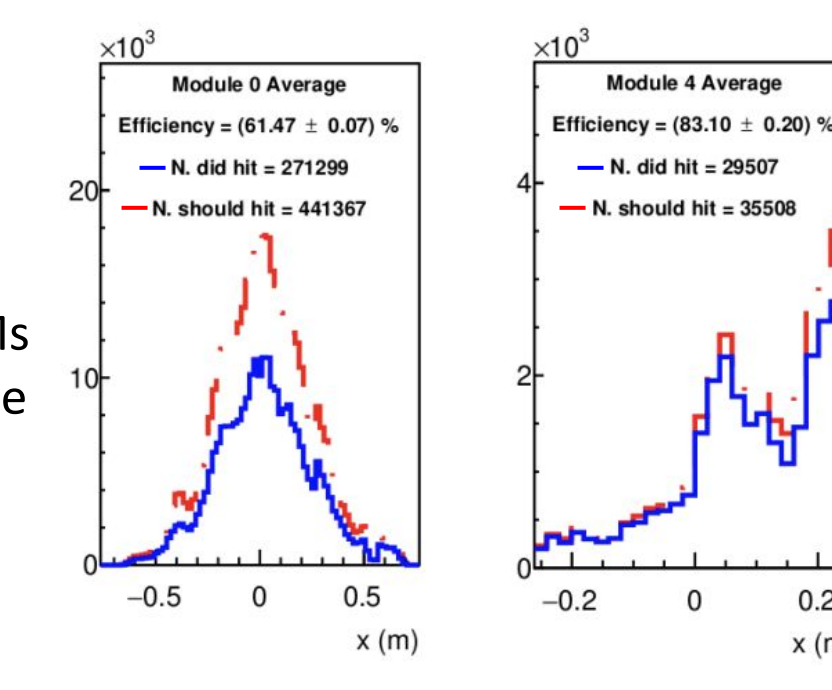 ×10³
Module 0 Average
Efficiency = (61.47 ± 0.07) %
N. did hit = 271299
N. should hit = 441367
20
10
0
−0.5 0 0.5
x (m)
×10³
Module 4 Average
Efficiency = (83.10 ± 0.20) %
N. did hit = 29507
N. should hit = 35508
4
2
0
−0.2 0 0.2
x (
e